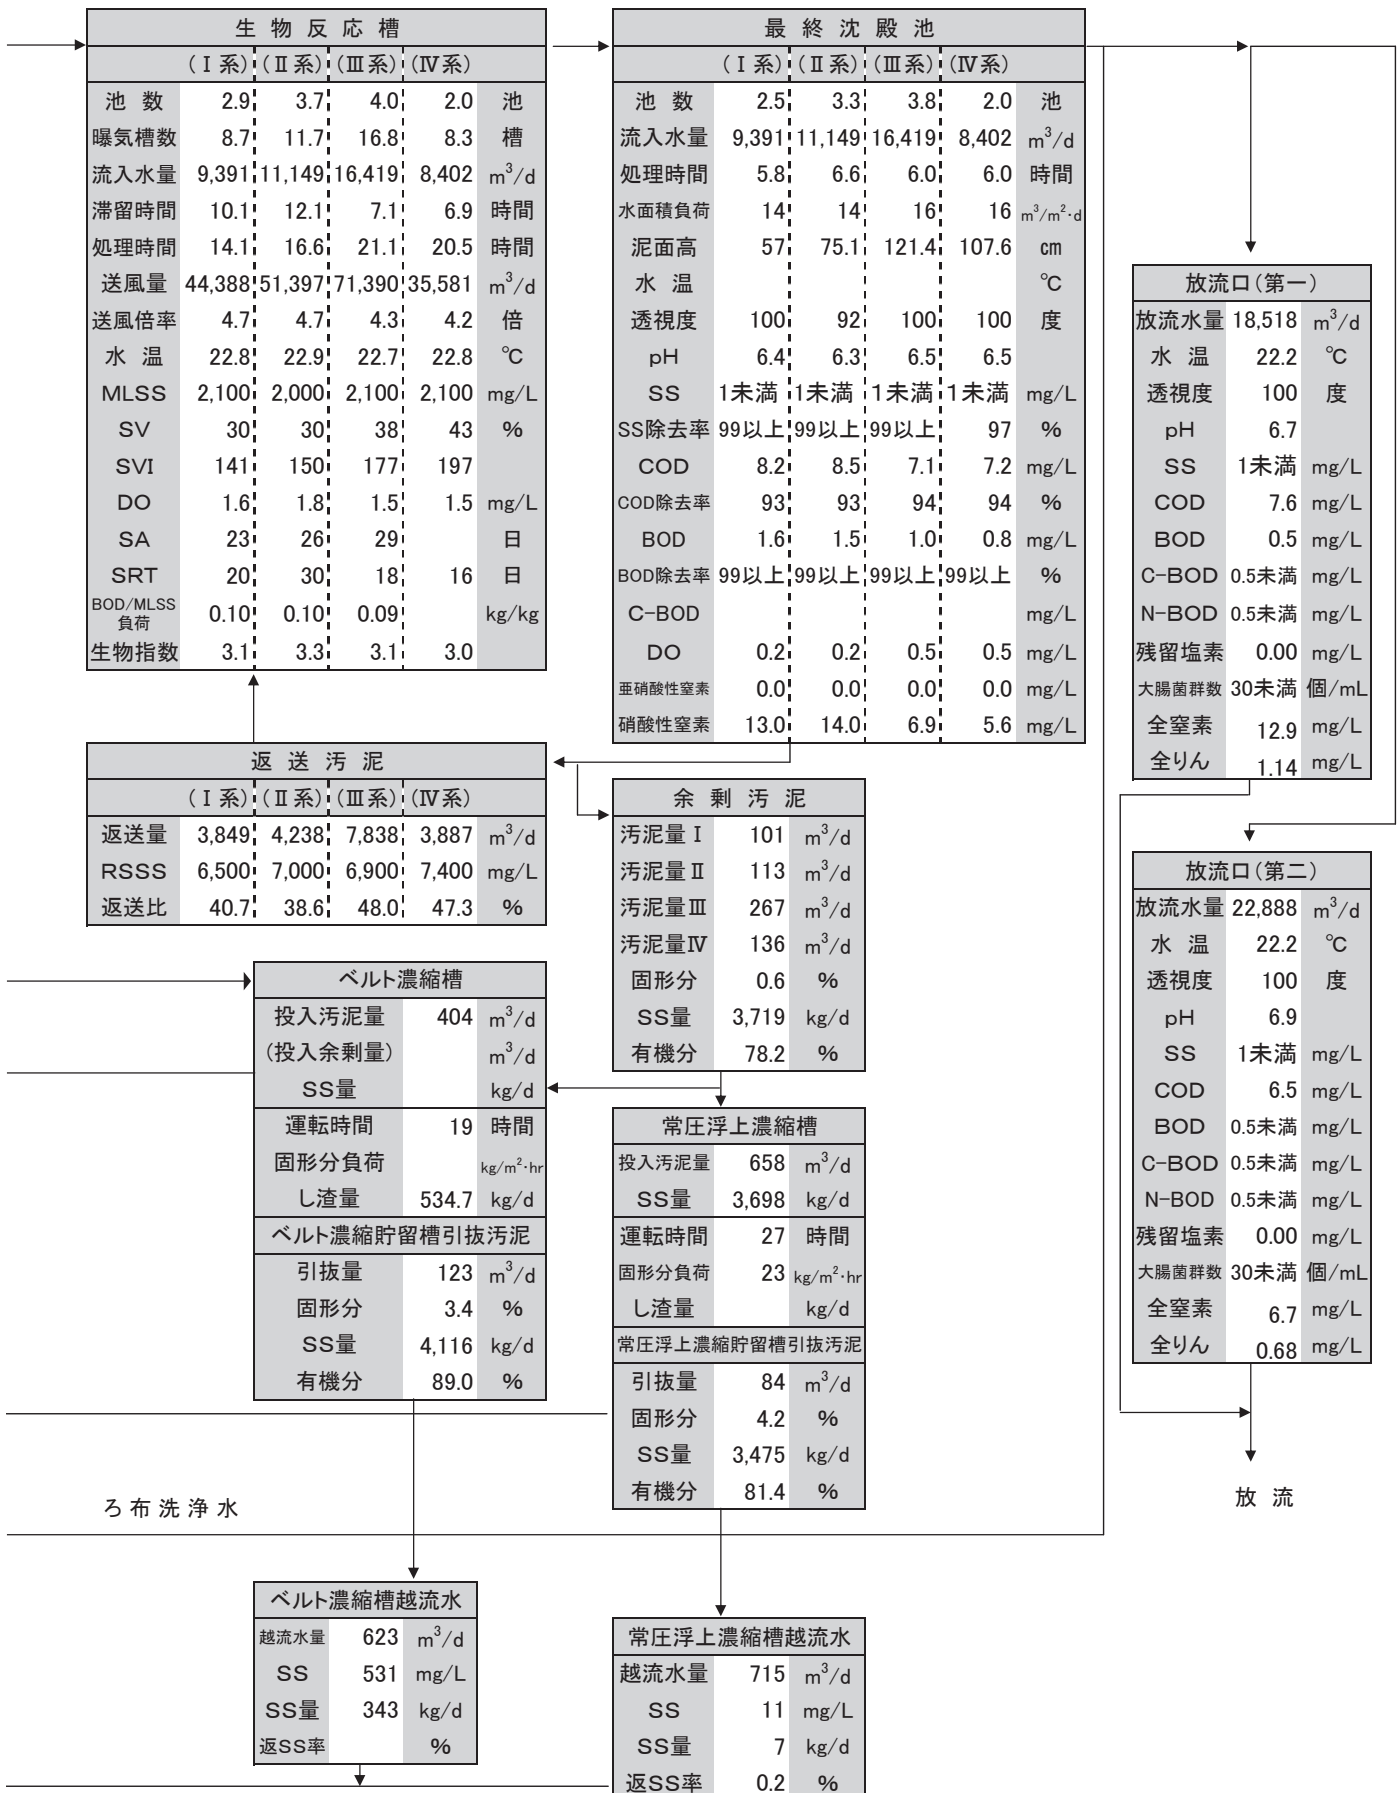 生物反応槽
(Ⅰ系) (Ⅱ系) (Ⅲ系) (Ⅳ系)
池数 2.9 3.7 4.0 2.0 池
曝気槽数 8.7 11.7 16.8 8.3 槽
流入水量 9,391 11,149 16,419 8,402 m³/d
滞留時間 10.1 12.1 7.1 6.9 時間
処理時間 14.1 16.6 21.1 20.5 時間
送風量 44,388 51,397 71,390 35,581 m³/d
送風倍率 4.7 4.7 4.3 4.2 倍
水温 22.8 22.9 22.7 22.8 ℃
MLSS 2,100 2,000 2,100 2,100 mg/L
SV 30 30 38 43 %
SVI 141 150 177 197
DO 1.6 1.8 1.5 1.5 mg/L
SA 23 26 29 日
SRT 20 30 18 16 日
BOD/MLSS負荷 0.10 0.10 0.09 kg/kg
生物指数 3.1 3.3 3.1 3.0
最終沈殿池
(Ⅰ系) (Ⅱ系) (Ⅲ系) (Ⅳ系)
池数 2.5 3.3 3.8 2.0 池
流入水量 9,391 11,149 16,419 8,402 m³/d
処理時間 5.8 6.6 6.0 6.0 時間
水面積負荷 14 14 16 16 m³/m²・d
泥面高 57 75.1 121.4 107.6 cm
水温 ℃
透視度 100 92 100 100 度
pH 6.4 6.3 6.5 6.5
SS 1未満 1未満 1未満 1未満 mg/L
SS除去率 99以上 99以上 99以上 97 %
COD 8.2 8.5 7.1 7.2 mg/L
COD除去率 93 93 94 94 %
BOD 1.6 1.5 1.0 0.8 mg/L
BOD除去率 99以上 99以上 99以上 99以上 %
C-BOD mg/L
DO 0.2 0.2 0.5 0.5 mg/L
亜硝酸性窒素 0.0 0.0 0.0 0.0 mg/L
硝酸性窒素 13.0 14.0 6.9 5.6 mg/L
放流口(第一)
放流水量 18,518 m³/d
水温 22.2 ℃
透視度 100 度
pH 6.7
SS 1未満 mg/L
COD 7.6 mg/L
BOD 0.5 mg/L
C-BOD 0.5未満 mg/L
N-BOD 0.5未満 mg/L
残留塩素 0.00 mg/L
大腸菌群数 30未満 個/mL
全窒素 12.9 mg/L
全りん 1.14 mg/L
返送汚泥
(Ⅰ系) (Ⅱ系) (Ⅲ系) (Ⅳ系)
返送量 3,849 4,238 7,838 3,887 m³/d
RSSS 6,500 7,000 6,900 7,400 mg/L
返送比 40.7 38.6 48.0 47.3 %
余剰汚泥
汚泥量Ⅰ 101 m³/d
汚泥量Ⅱ 113 m³/d
汚泥量Ⅲ 267 m³/d
汚泥量Ⅳ 136 m³/d
固形分 0.6 %
SS量 3,719 kg/d
有機分 78.2 %
放流口(第二)
放流水量 22,888 m³/d
水温 22.2 ℃
透視度 100 度
pH 6.9
SS 1未満 mg/L
COD 6.5 mg/L
BOD 0.5未満 mg/L
C-BOD 0.5未満 mg/L
N-BOD 0.5未満 mg/L
残留塩素 0.00 mg/L
大腸菌群数 30未満 個/mL
全窒素 6.7 mg/L
全りん 0.68 mg/L
ベルト濃縮槽
投入汚泥量 404 m³/d
(投入余剰量) m³/d
SS量 kg/d
運転時間 19 時間
固形分負荷 kg/m²・hr
し渣量 534.7 kg/d
ベルト濃縮貯留槽引抜汚泥
引抜量 123 m³/d
固形分 3.4 %
SS量 4,116 kg/d
有機分 89.0 %
常圧浮上濃縮槽
投入汚泥量 658 m³/d
SS量 3,698 kg/d
運転時間 27 時間
固形分負荷 23 kg/m²・hr
し渣量 kg/d
常圧浮上濃縮貯留槽引抜汚泥
引抜量 84 m³/d
固形分 4.2 %
SS量 3,475 kg/d
有機分 81.4 %
放流
ろ布洗浄水
ベルト濃縮槽越流水
越流水量 623 m³/d
SS 531 mg/L
SS量 343 kg/d
返SS率 %
常圧浮上濃縮槽越流水
越流水量 715 m³/d
SS 11 mg/L
SS量 7 kg/d
返SS率 0.2 %